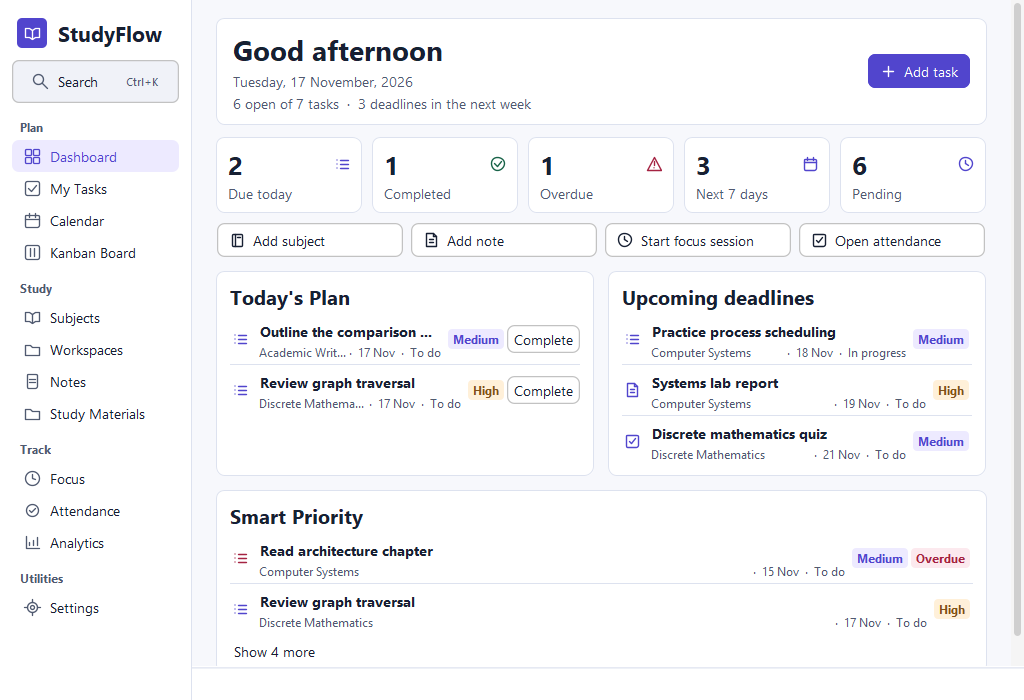 StudyFlow
Search Ctrl+K
Plan
Dashboard
My Tasks
Calendar
Kanban Board
Study
Subjects
Workspaces
Notes
Study Materials
Track
Focus
Attendance
Analytics
Utilities
Settings
Good afternoon
Tuesday, 17 November, 2026
6 open of 7 tasks · 3 deadlines in the next week
Add task
2
Due today
1
Completed
1
Overdue
3
Next 7 days
6
Pending
Add subject
Add note
Start focus session
Open attendance
Today's Plan
Outline the comparison ... Medium Complete
Academic Writ... · 17 Nov · To do
Review graph traversal High Complete
Discrete Mathema... · 17 Nov · To do
Upcoming deadlines
Practice process scheduling Medium
Computer Systems · 18 Nov · In progress
Systems lab report High
Computer Systems · 19 Nov · To do
Discrete mathematics quiz Medium
Discrete Mathematics · 21 Nov · To do
Smart Priority
Read architecture chapter Medium Overdue
Computer Systems · 15 Nov · To do
Review graph traversal High
Discrete Mathematics · 17 Nov · To do
Show 4 more